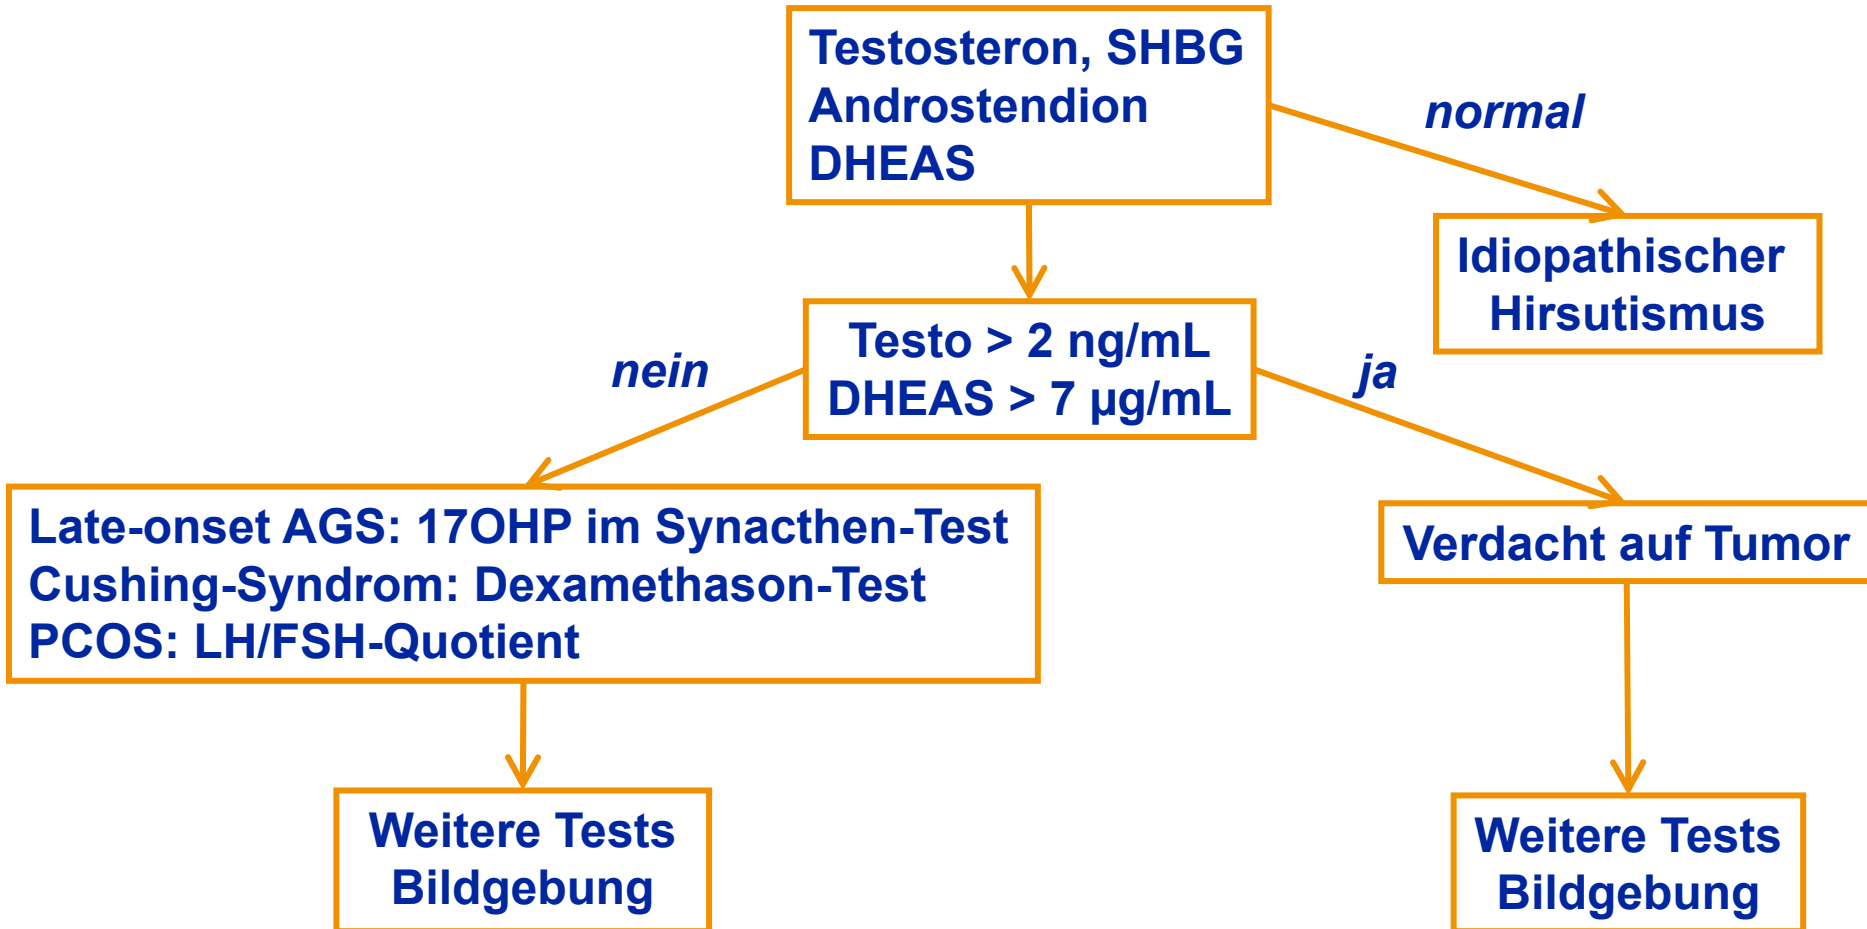 Testosteron, SHBG
Androstendion
DHEAS
normal
Idiopathischer
Hirsutismus
Testo > 2 ng/mL
DHEAS > 7 µg/mL
nein
ja
Late-onset AGS: 17OHP im Synacthen-Test
Cushing-Syndrom: Dexamethason-Test
PCOS: LH/FSH-Quotient
Verdacht auf Tumor
Weitere Tests
Bildgebung
Weitere Tests
Bildgebung